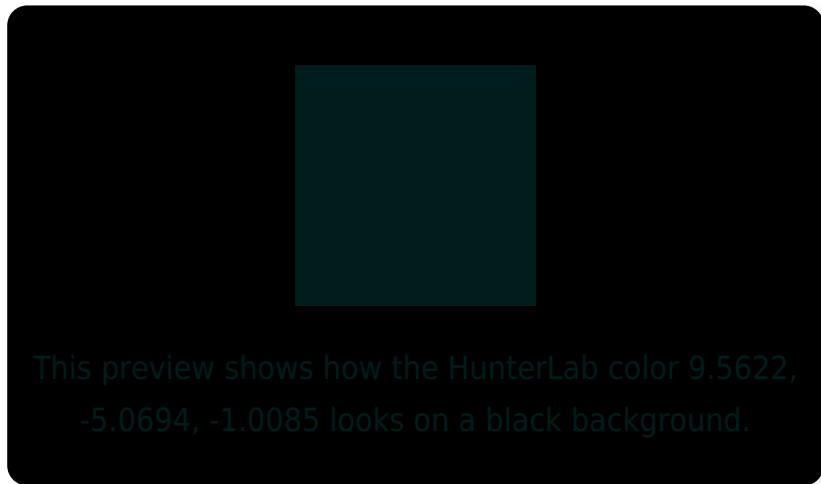 This preview shows how the HunterLab color 9.5622,
-5.0694, -1.0085 looks on a black background.